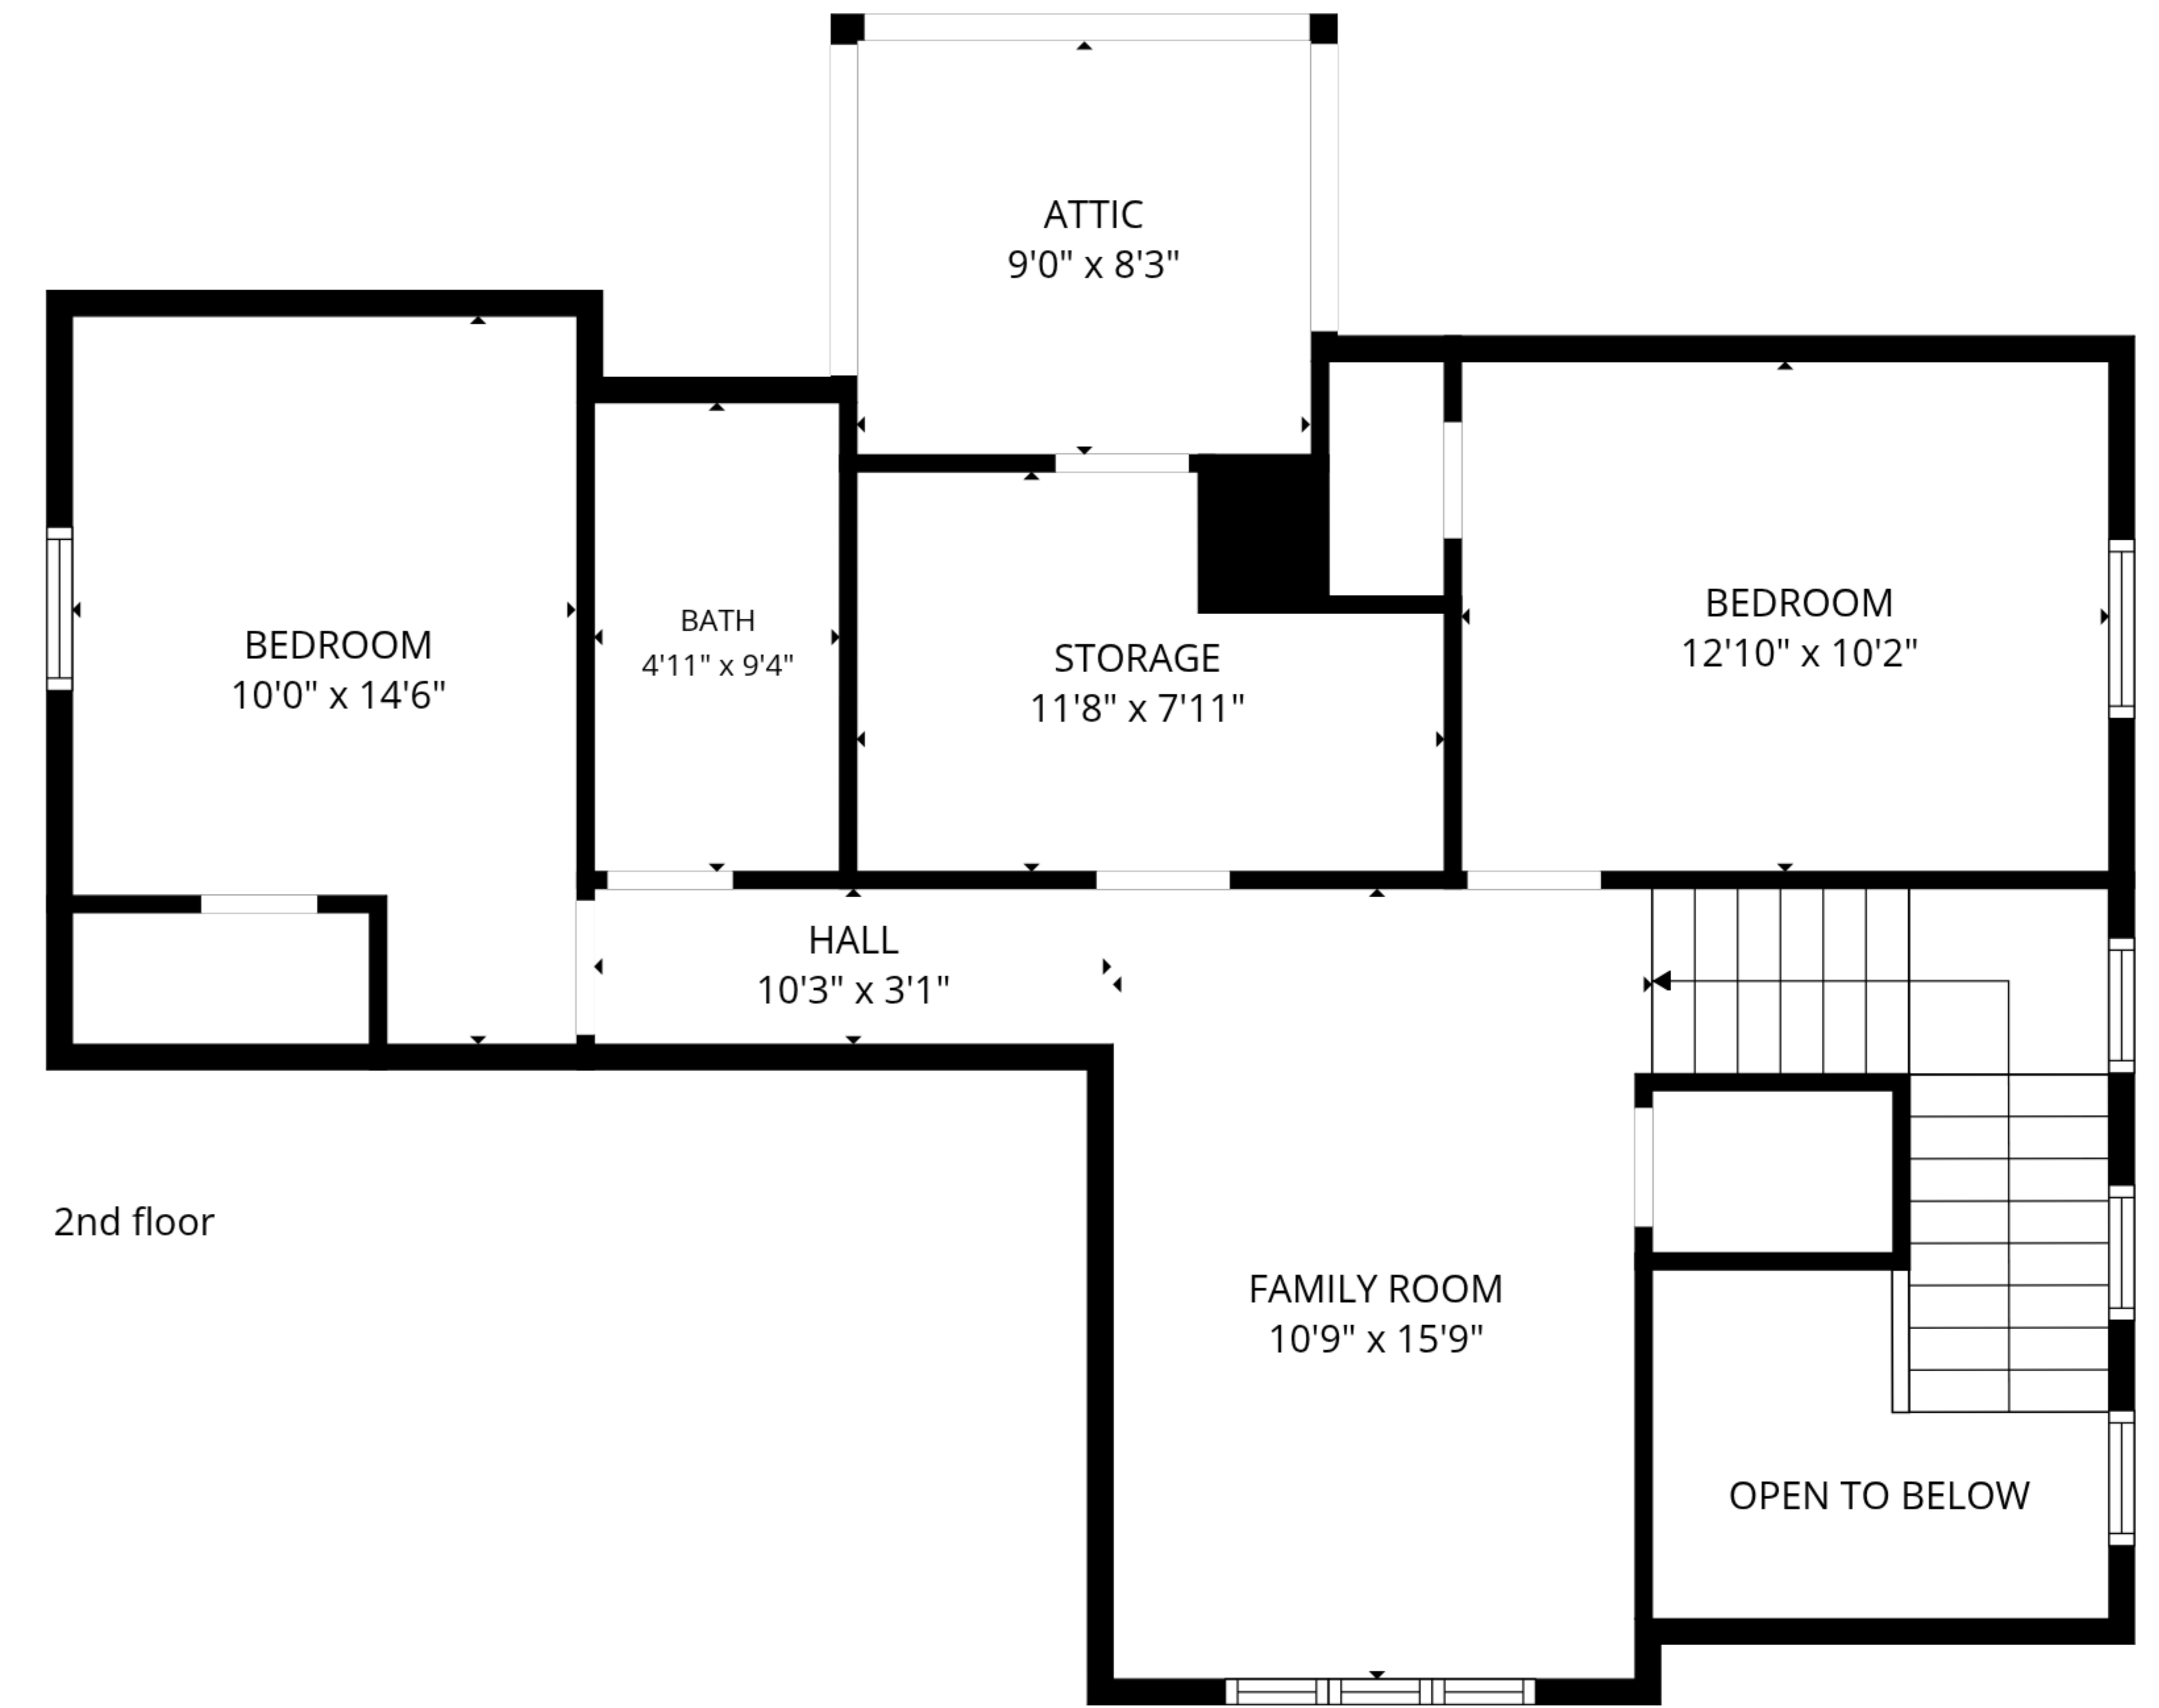 ATTIC
9'0" x 8'3"
BEDROOM
10'0" x 14'6"
BATH
4'11" x 9'4"
STORAGE
11'8" x 7'11"
BEDROOM
12'10" x 10'2"
HALL
10'3" x 3'1"
2nd floor
FAMILY ROOM
10'9" x 15'9"
OPEN TO BELOW